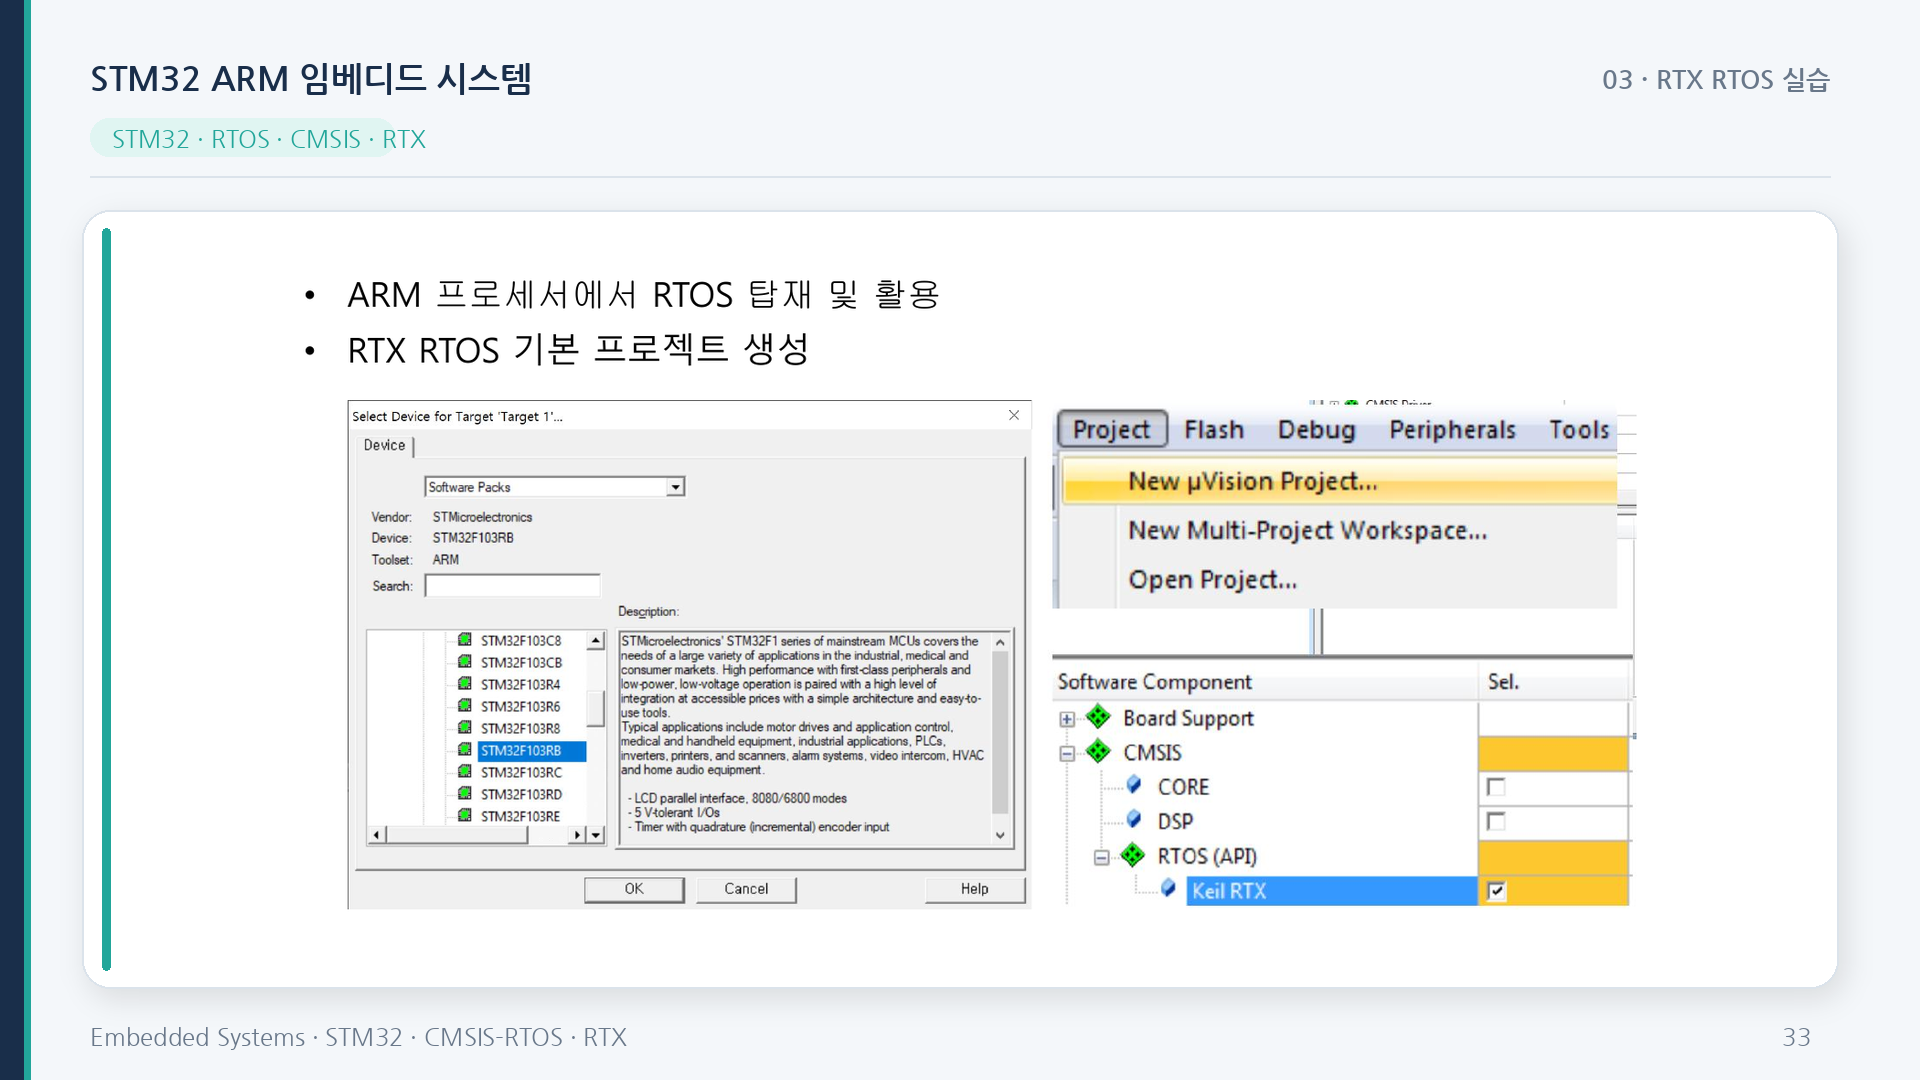 STM32 ARM 임베디드 시스템
03 · RTX RTOS 실습
STM32 · RTOS · CMSIS · RTX
• ARM 프로세서에서 RTOS 탑재 및 활용
• RTX RTOS 기본 프로젝트 생성
Select Device for Target 'Target 1'...
Device
Software Packs
Vendor: STMicroelectronics
Device: STM32F103RB
Toolset: ARM
Search:
Description:
STM32F103C8
STM32F103CB
STM32F103R4
STM32F103R6
STM32F103R8
STM32F103RB
STM32F103RC
STM32F103RD
STM32F103RE
STMicroelectronics' STM32F1 series of mainstream MCUs covers the
needs of a large variety of applications in the industrial, medical and
consumer markets. High performance with first-class peripherals and
low-power, low-voltage operation is paired with a high level of
integration at accessible prices with a simple architecture and easy-to-
use tools.
Typical applications include motor drives and application control,
medical and handheld equipment, industrial applications, PLCs,
inverters, printers, and scanners, alarm systems, video intercom, HVAC
and home audio equipment.
- LCD parallel interface, 8080/6800 modes
- 5 V-tolerant I/Os
- Timer with quadrature (incremental) encoder input
OK Cancel Help
Project Flash Debug Peripherals Tools
New µVision Project...
New Multi-Project Workspace...
Open Project...
Software Component Sel.
Board Support
CMSIS
CORE
DSP
RTOS (API)
Keil RTX
Embedded Systems · STM32 · CMSIS-RTOS · RTX
33